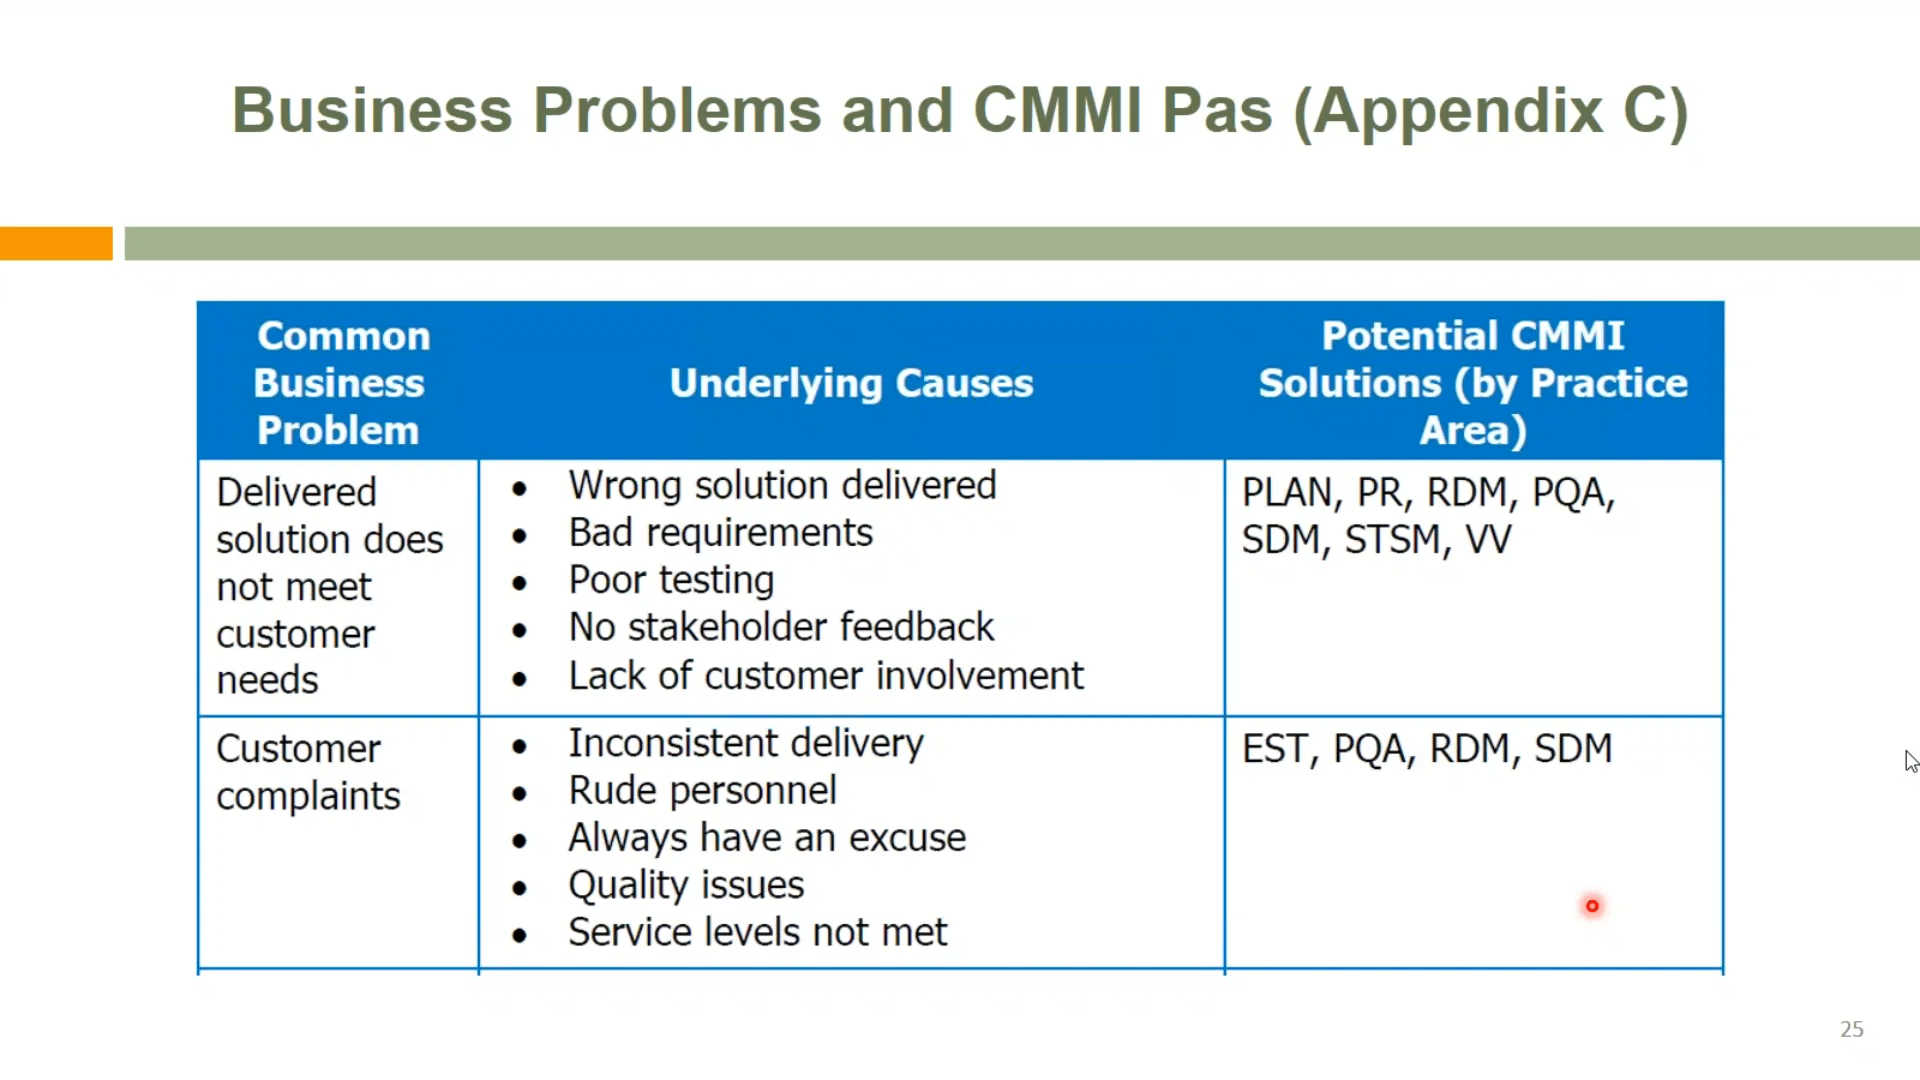 Business Problems and CMMI Pas (Appendix C)
Common
Business
Problem
Underlying Causes
Potential CMMI
Solutions (by Practice
Area)
Delivered
solution does
not meet
customer
needs
• Wrong solution delivered
• Bad requirements
• Poor testing
• No stakeholder feedback
• Lack of customer involvement
PLAN, PR, RDM, PQA,
SDM, STSM, VV
Customer
complaints
• Inconsistent delivery
• Rude personnel
• Always have an excuse
• Quality issues
• Service levels not met
EST, PQA, RDM, SDM
25